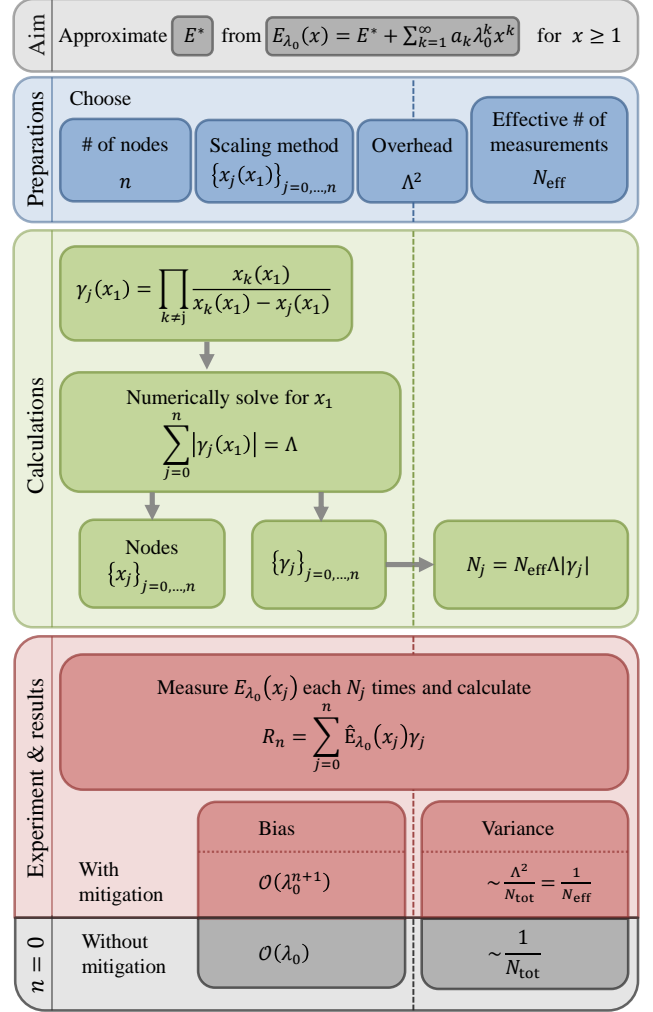 Aim
Approximate E* from E_{λ_0}(x) = E* + ∑_{k=1}^{∞} a_k λ_0^k x^k for x ≥ 1
Preparations
Choose
# of nodes
n
Scaling method
{x_j(x_1)}_{j=0,…,n}
Overhead
Λ^2
Effective # of
measurements
N_eff
Calculations
γ_j(x_1) = ∏_{k≠j} x_k(x_1) / (x_k(x_1) − x_j(x_1))
Numerically solve for x_1
∑_{j=0}^{n} |γ_j(x_1)| = Λ
Nodes
{x_j}_{j=0,…,n}
{γ_j}_{j=0,…,n}
N_j = N_eff Λ|γ_j|
Experiment & results
Measure E_{λ_0}(x_j) each N_j times and calculate
R_n = ∑_{j=0}^{n} Ê_{λ_0}(x_j)γ_j
Bias
Variance
With
mitigation
𝒪(λ_0^{n+1})
~ Λ^2/N_tot = 1/N_eff
n = 0
Without
mitigation
𝒪(λ_0)
~ 1/N_tot